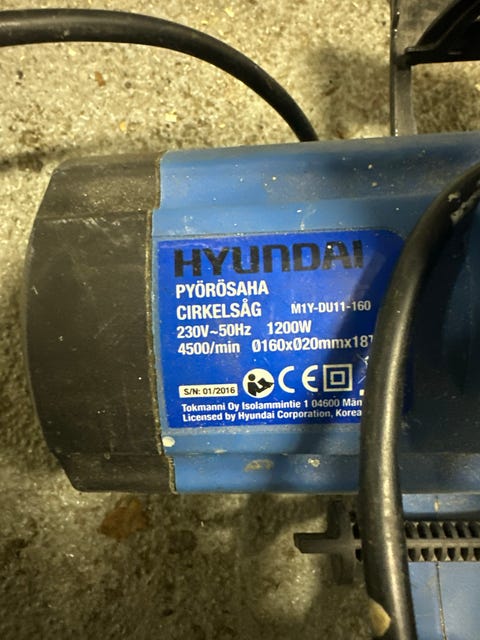 HYUNDAI
PYÖRÖSAHA
CIRKELSÅG M1Y-DU11-160
230V~50Hz 1200W
4500/min Ø160xØ20mmx18T
S/N: 01/2016 CE
Tokmanni Oy Isolammintie 1 04600
Licensed by Hyundai Corporation, Korea